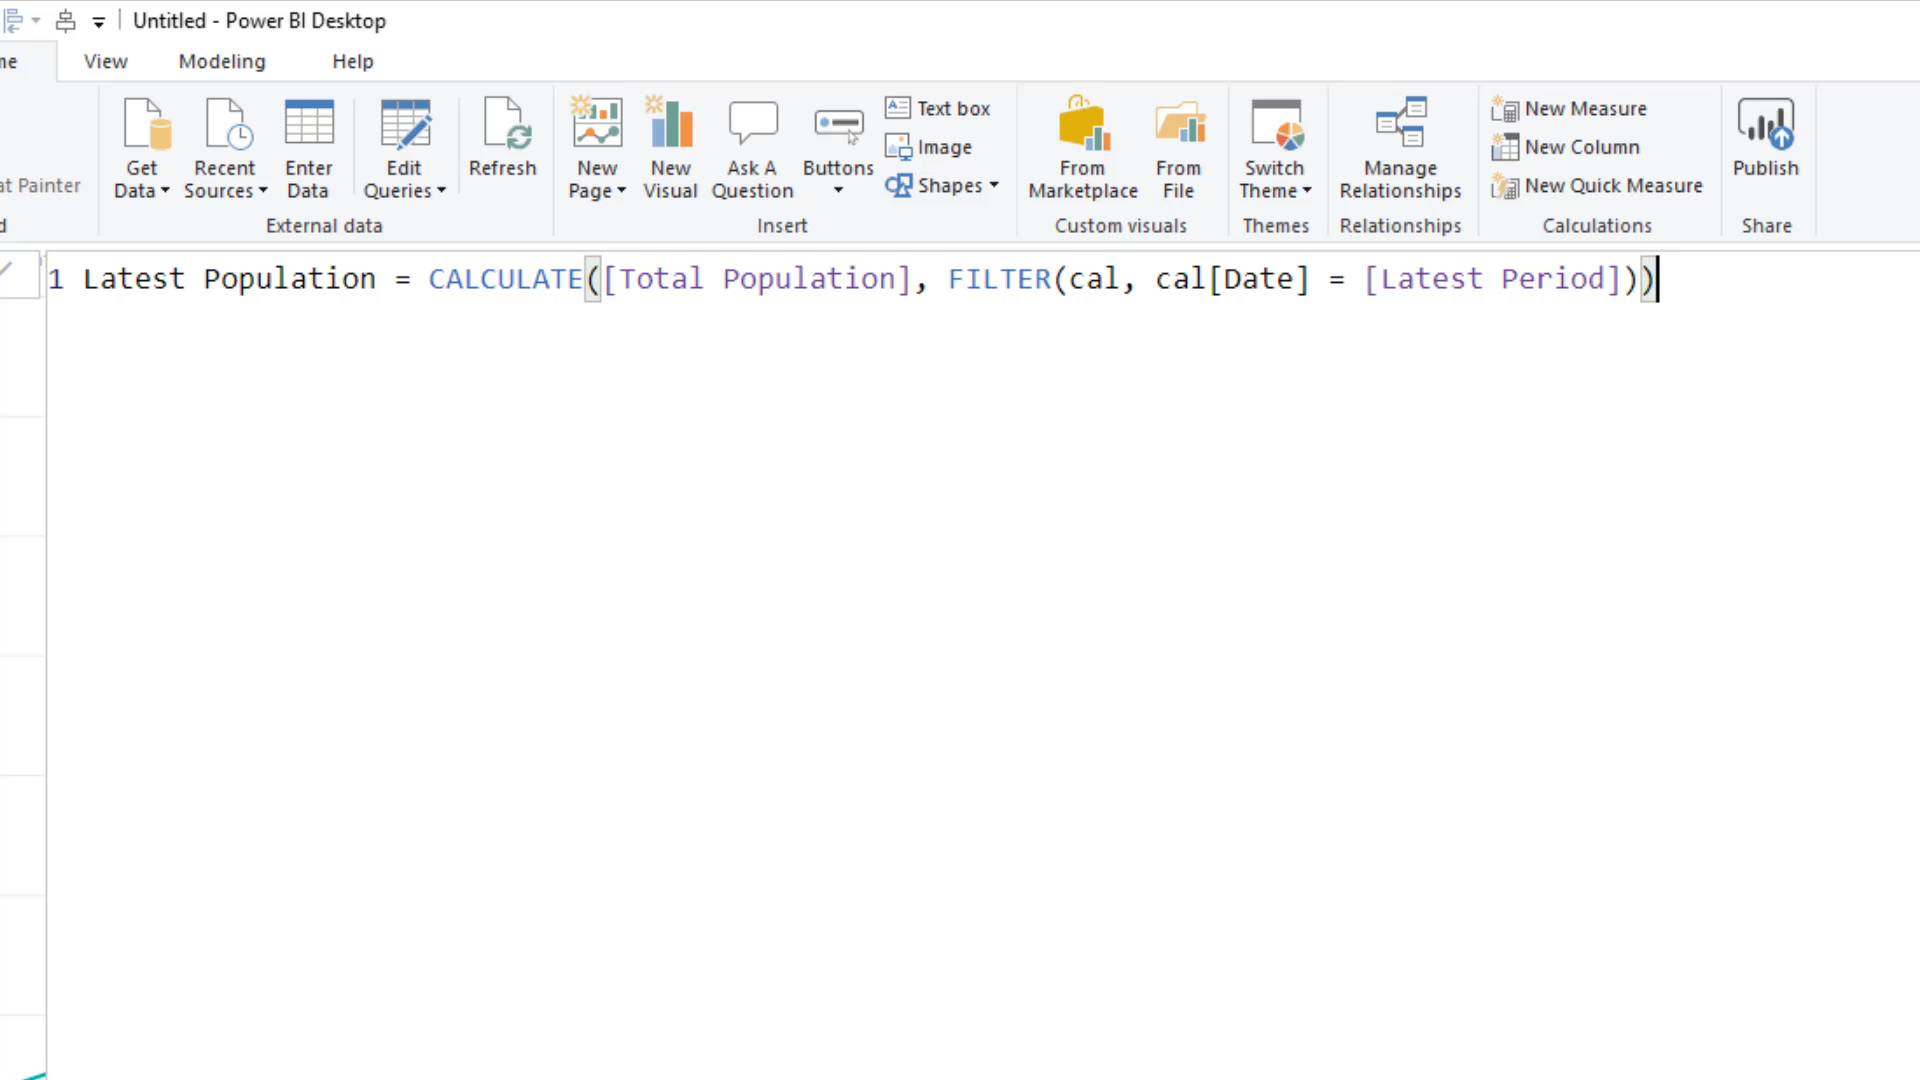 Untitled - Power BI Desktop
me View Modeling Help
at Painter
Get Data
Recent Sources
Enter Data
Edit Queries
Refresh
External data
New Page
New Visual
Ask A Question
Buttons
Text box
Image
Shapes
Insert
From Marketplace
From File
Custom visuals
Switch Theme
Themes
Manage Relationships
Relationships
New Measure
New Column
New Quick Measure
Calculations
Publish
Share
1 Latest Population = CALCULATE([Total Population], FILTER(cal, cal[Date] = [Latest Period]))